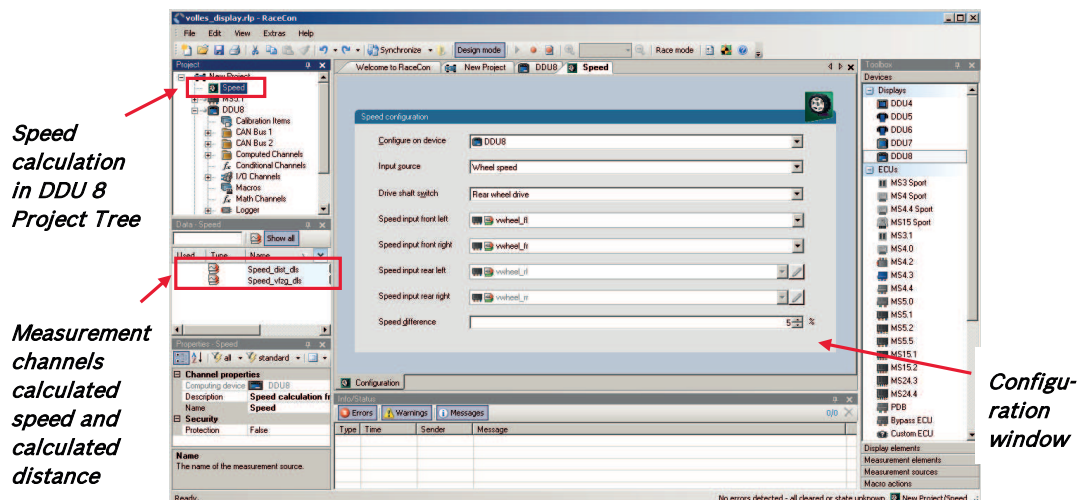 volles_display.rlp - RaceCon
File Edit View Extras Help
Synchronize
Design mode
Race mode
Project
Welcome to RaceCon
New Project
DDU8
Speed
Toolbox
New Project
Speed
MS5.1
DDU8
Calibration Items
CAN Bus 1
CAN Bus 2
Computed Channels
Conditional Channels
I/O Channels
Macros
Math Channels
Logger
Speed
calculation
in DDU 8
Project Tree
Data - Speed
Show all
Used Type Name
Speed_dist_dls
Speed_vfzg_dls
Measurement
channels
calculated
speed and
calculated
distance
Properties - Speed
all
standard
Channel properties
Computing device DDU8
Description Speed calculation fr
Name Speed
Security
Protection False
Name
The name of the measurement source.
Ready.
Speed configuration
Configure on device DDU8
Input source Wheel speed
Drive shaft switch Rear wheel drive
Speed input front left vwheel_fl
Speed input front right vwheel_fr
Speed input rear left vwheel_rl
Speed input rear right vwheel_rr
Speed difference 5 %
Configuration
Info/Status
Errors Warnings Messages 0/0
Type Time Sender Message
No errors detected - all cleared or state unknown New Project/Speed
Devices
Displays
DDU4
DDU5
DDU6
DDU7
DDU8
ECUs
MS3 Sport
MS4 Sport
MS4.4 Sport
MS15 Sport
MS3.1
MS4.0
MS4.2
MS4.3
MS4.4
MS5.0
MS5.1
MS5.2
MS5.5
MS15.1
MS15.2
MS24.3
MS24.4
PDB
Bypass ECU
Custom ECU
Display elements
Measurement elements
Measurement sources
Macro actions
Configu-
ration
window